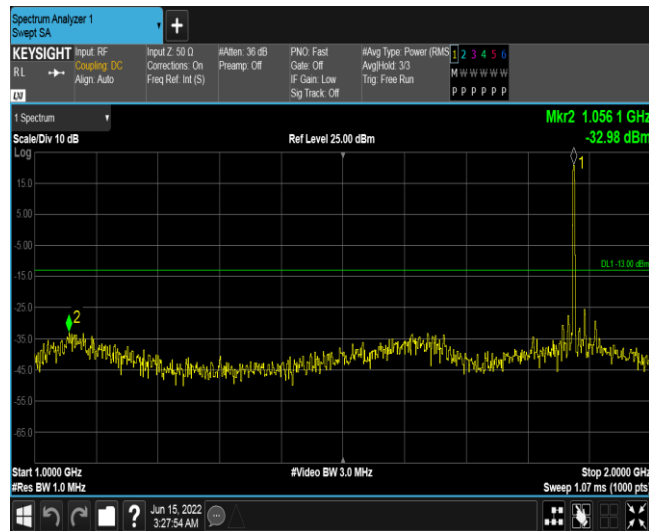 Spectrum Analyzer 1
Swept SA
KEYSIGHT
RL
LXI
Input: RF
Coupling: DC
Align: Auto
Input Z: 50 Ω
Corrections: On
Freq Ref: Int (S)
#Atten: 36 dB
Preamp: Off
PNO: Fast
Gate: Off
IF Gain: Low
Sig Track: Off
#Avg Type: Power (RMS
Avg|Hold: 3/3
Trig: Free Run
1 2 3 4 5 6
M W W W W W
P P P P P P
1 Spectrum
Scale/Div 10 dB
Ref Level 25.00 dBm
Mkr2 1.056 1 GHz
-32.98 dBm
Log
15.0
5.00
-5.00
-15.0
-25.0
-35.0
-45.0
-55.0
-65.0
1
2
DL1 -13.00 dBm
Start 1.0000 GHz
#Res BW 1.0 MHz
#Video BW 3.0 MHz
Stop 2.0000 GHz
Sweep 1.07 ms (1000 pts)
Jun 15, 2022
3:27:54 AM